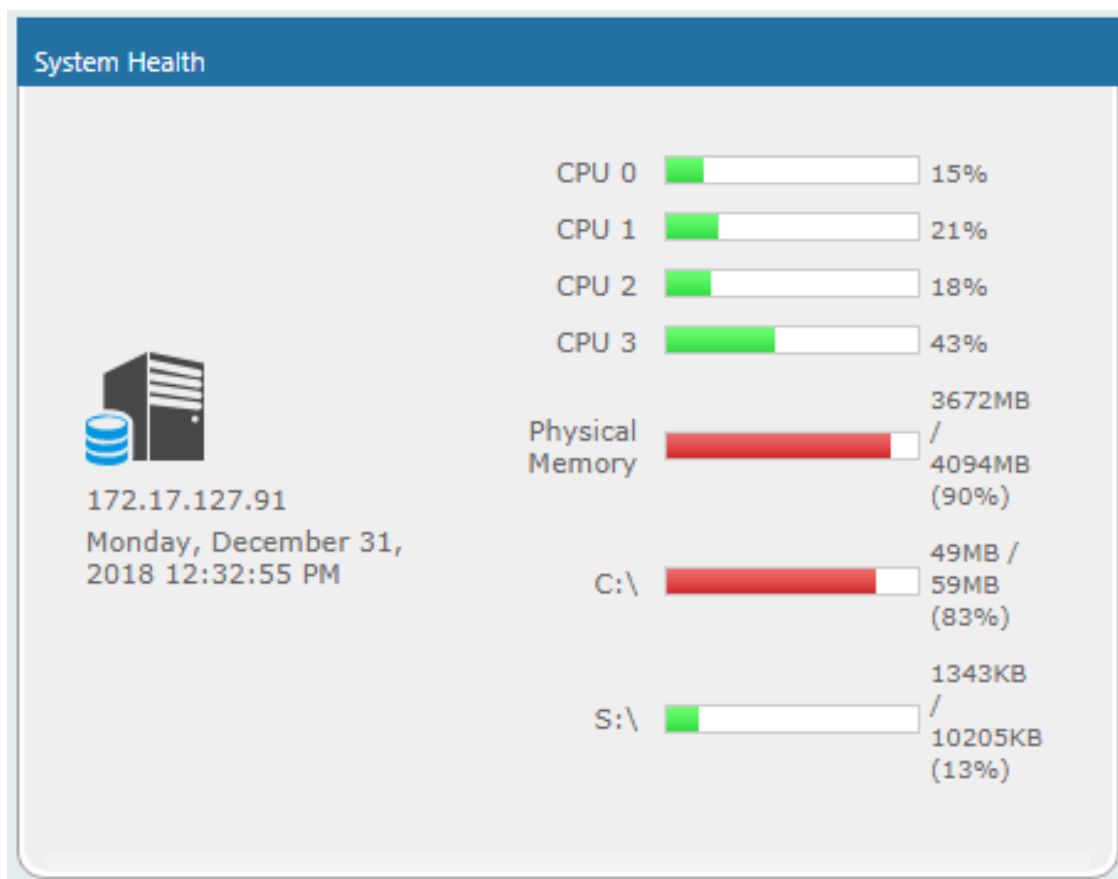 System Health
CPU 0
15%
CPU 1
21%
CPU 2
18%
CPU 3
43%
Physical
Memory
3672MB
/
4094MB
(90%)
172.17.127.91
Monday, December 31,
2018 12:32:55 PM
C:\
49MB /
59MB
(83%)
S:\
1343KB
/
10205KB
(13%)